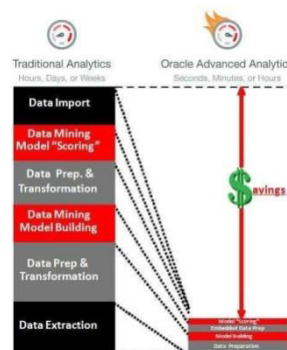 Traditional Analytics
Hours, Days, or Weeks
Oracle Advanced Analytic
Seconds, Minutes, or Hours
Data Import
Data Mining
Model "Scoring"
Data Prep. &
Transformation
Data Mining
Model Building
Data Prep &
Transformation
Data Extraction
$avings
Model "Scoring"
Embedded Data Prep
Model Building
Data Preparation